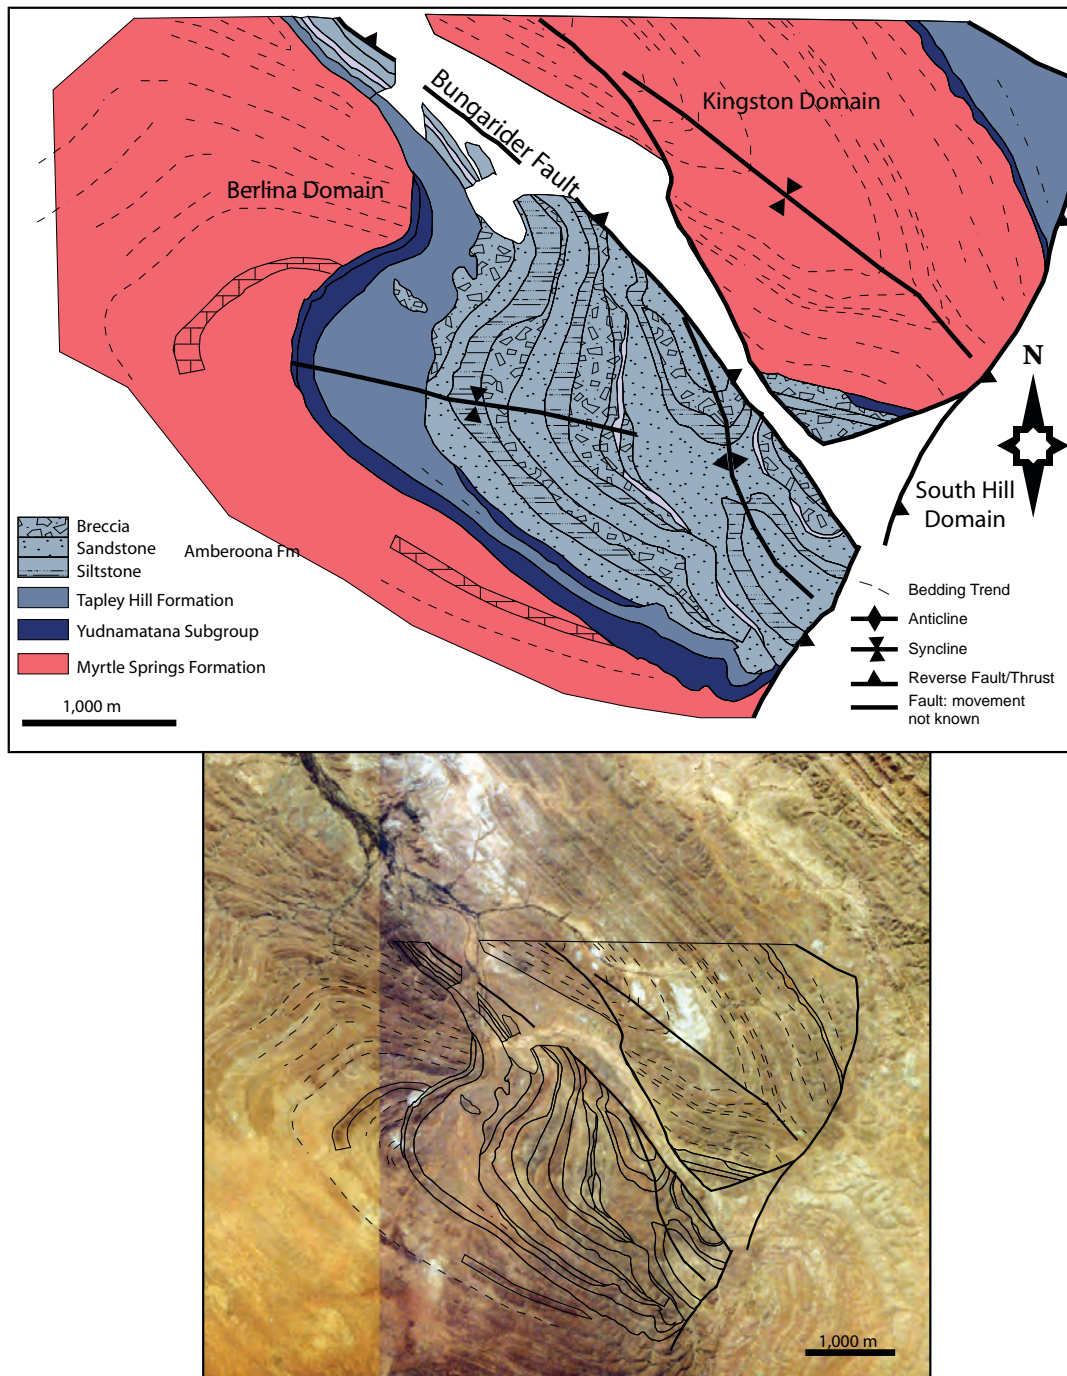 Kingston Domain
Bungarider Fault
Berlina Domain
N
South Hill
Domain
Breccia
Sandstone
Amberoona Fm
Siltstone
Tapley Hill Formation
Yudnamatana Subgroup
Myrtle Springs Formation
1,000 m
Bedding Trend
Anticline
Syncline
Reverse Fault/Thrust
Fault: movement
not known
1,000 m